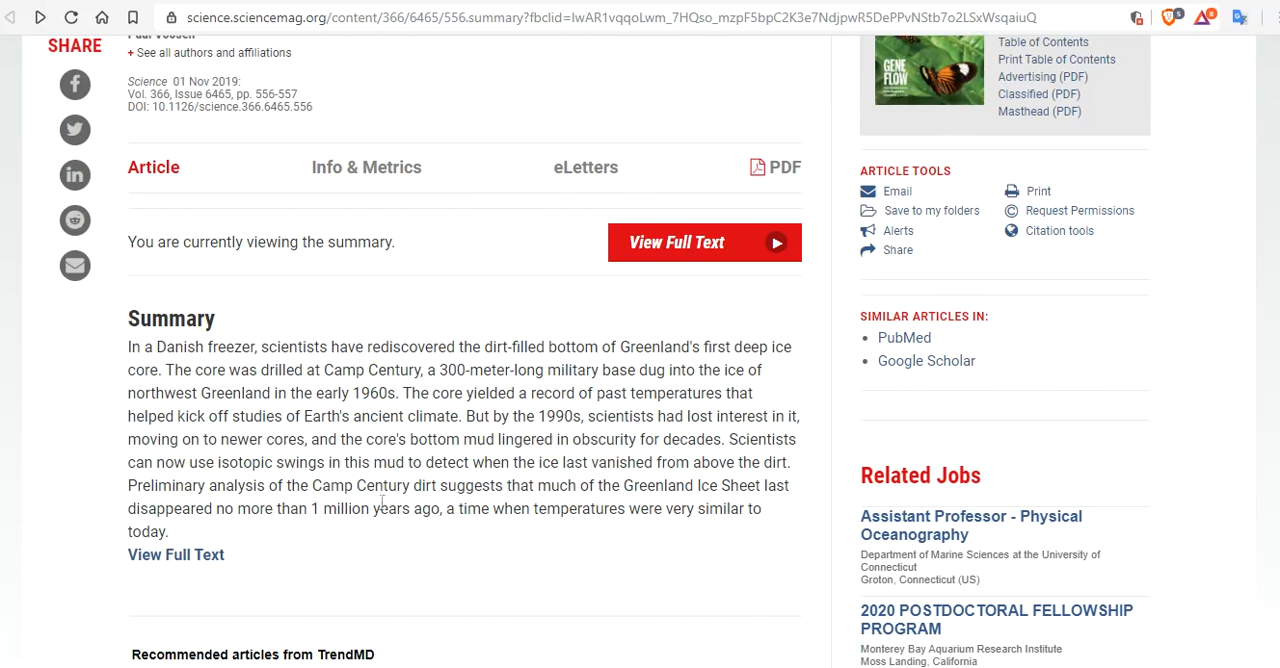 science.sciencemag.org/content/366/6465/556.summary?fbclid=IwAR1vqqoLwm_7HQso_mzpF5bpC2K3e7NdjpwR5DePPvNStb7o2LSxWsqaiuQ
SHARE
+ See all authors and affiliations
Science 01 Nov 2019:
Vol. 366, Issue 6465, pp. 556-557
DOI: 10.1126/science.366.6465.556
Article
Info & Metrics
eLetters
PDF
You are currently viewing the summary.
View Full Text
Summary
In a Danish freezer, scientists have rediscovered the dirt-filled bottom of Greenland's first deep ice
core. The core was drilled at Camp Century, a 300-meter-long military base dug into the ice of
northwest Greenland in the early 1960s. The core yielded a record of past temperatures that
helped kick off studies of Earth's ancient climate. But by the 1990s, scientists had lost interest in it,
moving on to newer cores, and the core's bottom mud lingered in obscurity for decades. Scientists
can now use isotopic swings in this mud to detect when the ice last vanished from above the dirt.
Preliminary analysis of the Camp Century dirt suggests that much of the Greenland Ice Sheet last
disappeared no more than 1 million years ago, a time when temperatures were very similar to
today.
View Full Text
Recommended articles from TrendMD
GENE
FLOW
Table of Contents
Print Table of Contents
Advertising (PDF)
Classified (PDF)
Masthead (PDF)
ARTICLE TOOLS
Email
Print
Save to my folders
Request Permissions
Alerts
Citation tools
Share
SIMILAR ARTICLES IN:
PubMed
Google Scholar
Related Jobs
Assistant Professor - Physical
Oceanography
Department of Marine Sciences at the University of
Connecticut
Groton, Connecticut (US)
2020 POSTDOCTORAL FELLOWSHIP
PROGRAM
Monterey Bay Aquarium Research Institute
Moss Landing, California